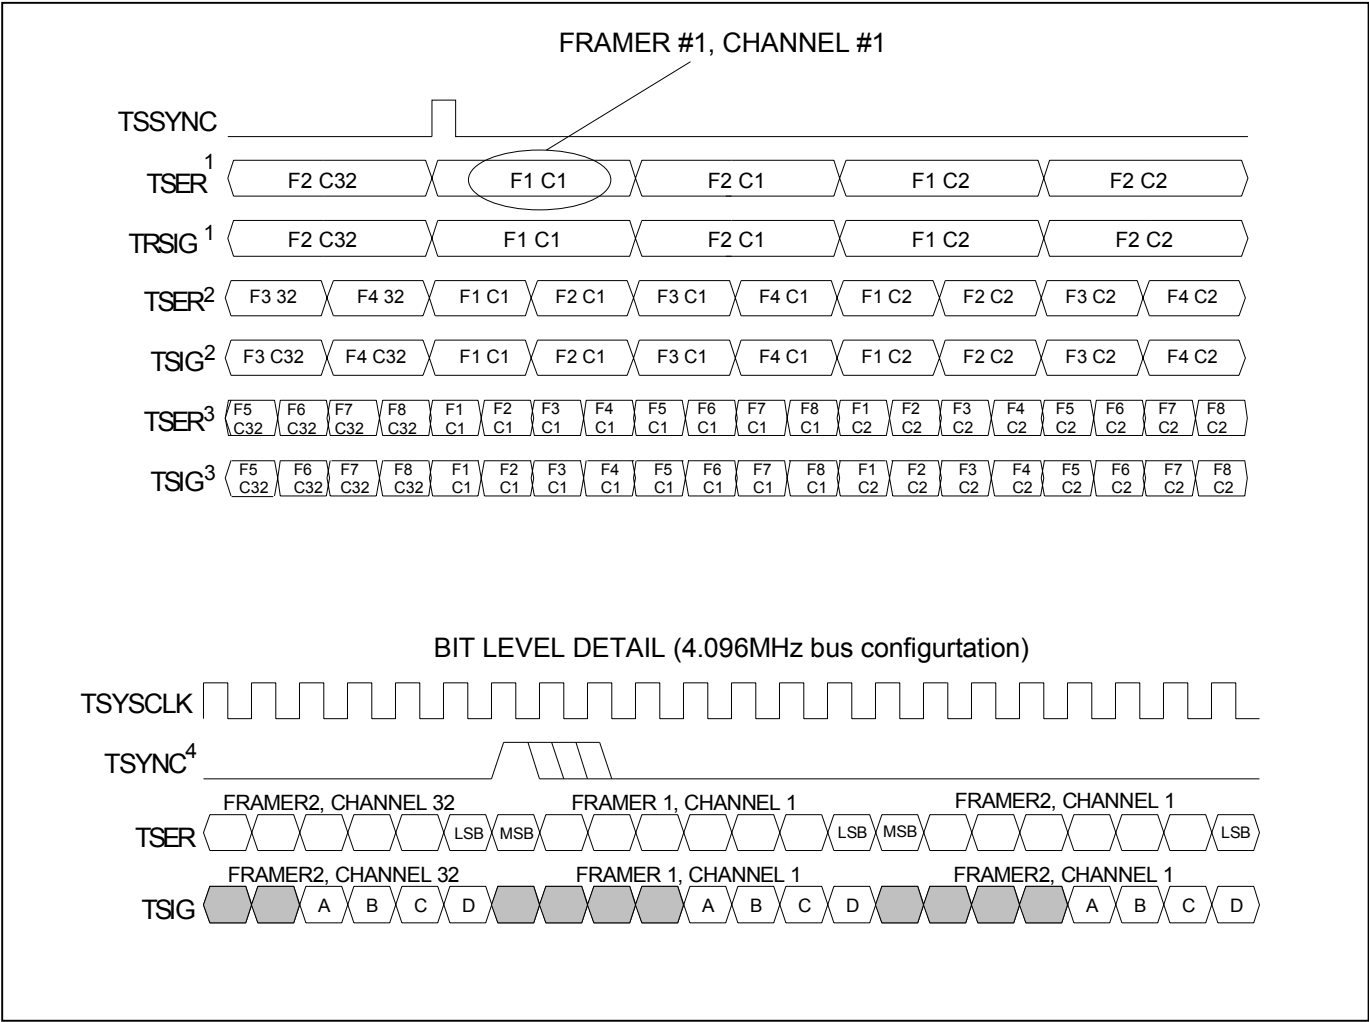 FRAMER #1, CHANNEL #1
TSSYNC
TSER1 F2 C32 F1 C1 F2 C1 F1 C2 F2 C2
TRSIG 1 F2 C32 F1 C1 F2 C1 F1 C2 F2 C2
TSER2 F3 32 F4 32 F1 C1 F2 C1 F3 C1 F4 C1 F1 C2 F2 C2 F3 C2 F4 C2
TSIG2 F3 C32 F4 C32 F1 C1 F2 C1 F3 C1 F4 C1 F1 C2 F2 C2 F3 C2 F4 C2
TSER3 F5 C32 F6 C32 F7 C32 F8 C32 F1 C1 F2 C1 F3 C1 F4 C1 F5 C1 F6 C1 F7 C1 F8 C1 F1 C2 F2 C2 F3 C2 F4 C2 F5 C2 F6 C2 F7 C2 F8 C2
TSIG3 F5 C32 F6 C32 F7 C32 F8 C32 F1 C1 F2 C1 F3 C1 F4 C1 F5 C1 F6 C1 F7 C1 F8 C1 F1 C2 F2 C2 F3 C2 F4 C2 F5 C2 F6 C2 F7 C2 F8 C2
BIT LEVEL DETAIL (4.096MHz bus configurtation)
TSYSCLK
TSYNC4
FRAMER2, CHANNEL 32 FRAMER 1, CHANNEL 1 FRAMER2, CHANNEL 1
TSER LSB MSB LSB MSB LSB
FRAMER2, CHANNEL 32 FRAMER 1, CHANNEL 1 FRAMER2, CHANNEL 1
TSIG A B C D A B C D A B C D